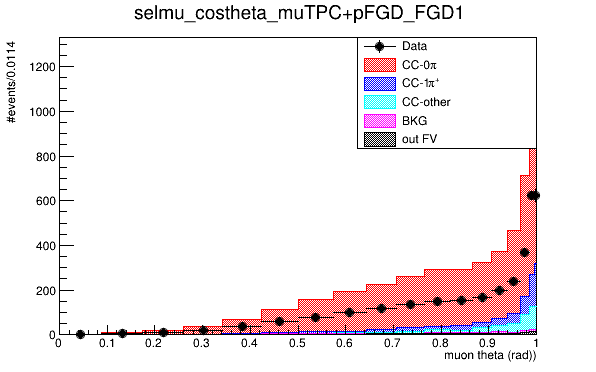 selmu_costheta_muTPC+pFGD_FGD1
#events/0.0114
1200
1000
800
600
400
200
0
Data
CC-0π
CC-1π⁺
CC-other
BKG
out FV
0 0.1 0.2 0.3 0.4 0.5 0.6 0.7 0.8 0.9 1
muon theta (rad))